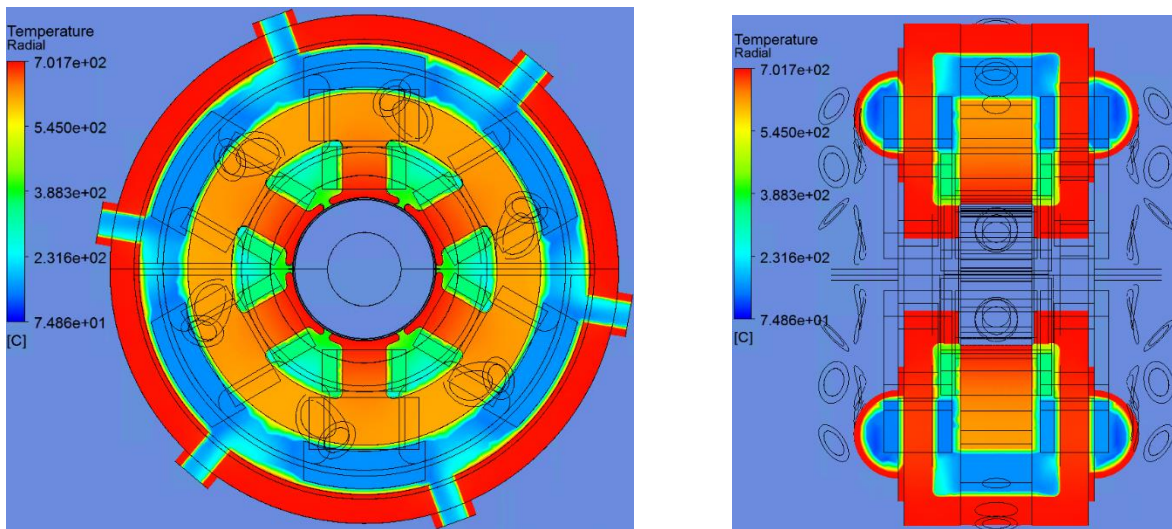 Temperature
Radial
7.017e+02
5.450e+02
3.883e+02
2.316e+02
7.486e+01
[C]
Temperature
Radial
7.017e+02
5.450e+02
3.883e+02
2.316e+02
7.486e+01
[C]